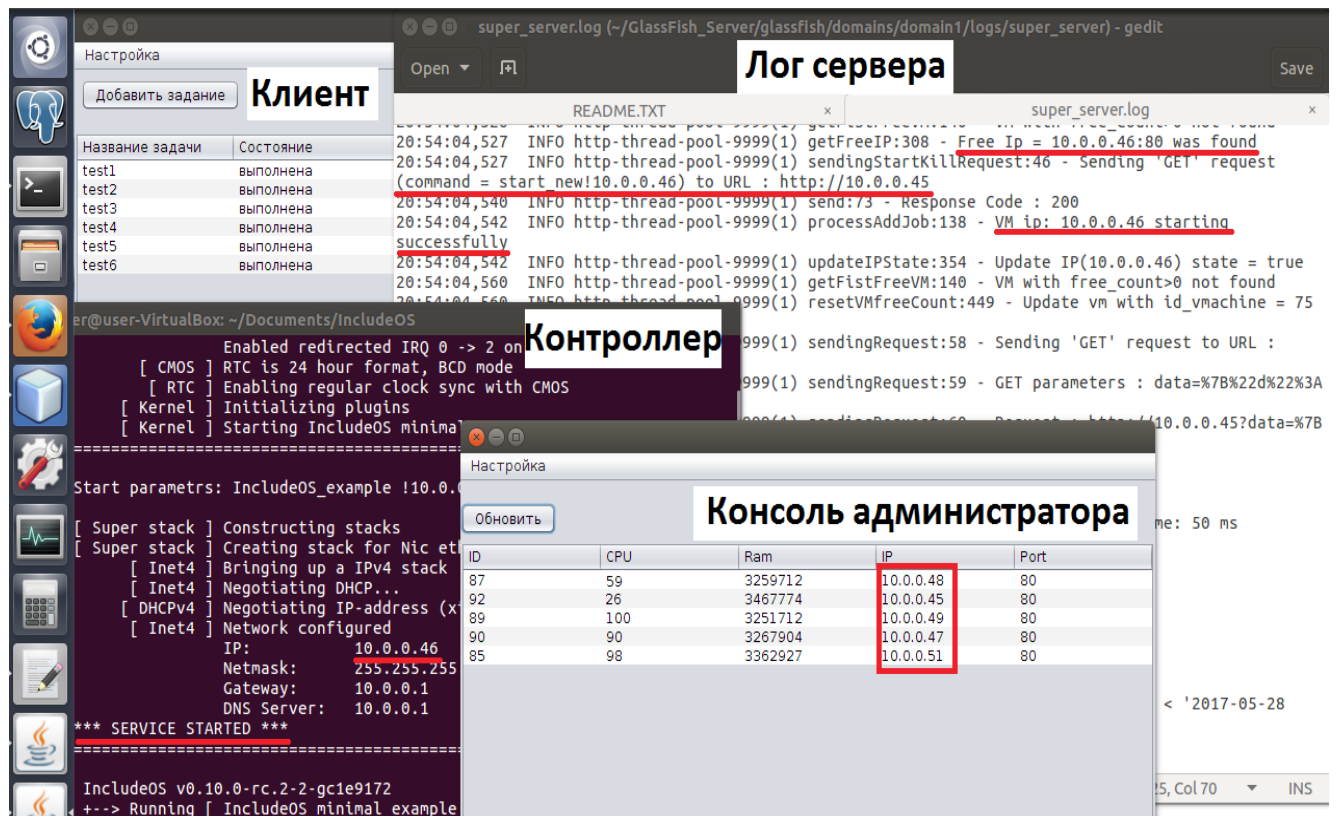 super_server.log (~/GlassFish_Server/glassfish/domains/domain1/logs/super_server) - gedit
Настройка
Добавить задание
Клиент
Название задачи Состояние
test1 выполнена
test2 выполнена
test3 выполнена
test4 выполнена
test5 выполнена
test6 выполнена
Open
Лог сервера
Save
README.TXT × super_server.log ×
20:54:04,527 INFO http-thread-pool-9999(1) getFreeIP:308 - Free Ip = 10.0.0.46:80 was found
20:54:04,527 INFO http-thread-pool-9999(1) sendingStartKillRequest:46 - Sending 'GET' request
(command = start_new!10.0.0.46) to URL : http://10.0.0.45
20:54:04,540 INFO http-thread-pool-9999(1) send:73 - Response Code : 200
20:54:04,542 INFO http-thread-pool-9999(1) processAddJob:138 - VM ip: 10.0.0.46 starting
successfully
20:54:04,542 INFO http-thread-pool-9999(1) updateIPState:354 - Update IP(10.0.0.46) state = true
20:54:04,560 INFO http-thread-pool-9999(1) getFistFreeVM:140 - VM with free_count>0 not found
20:54:04,560 INFO http-thread-pool-9999(1) resetVMfreeCount:449 - Update vm with id_vmachine = 75
999(1) sendingRequest:58 - Sending 'GET' request to URL :
999(1) sendingRequest:59 - GET parameters : data=%7B%22d%22%3A
10.0.0.45?data=%7B
me: 50 ms
< '2017-05-28
25, Col 70 INS
er@user-VirtualBox: ~/Documents/IncludeOS
Контроллер
Enabled redirected IRQ 0 -> 2 on
[ CMOS ] RTC is 24 hour format, BCD mode
[ RTC ] Enabling regular clock sync with CMOS
[ Kernel ] Initializing plugins
[ Kernel ] Starting IncludeOS minimal
================================
Start parametrs: IncludeOS_example !10.0.0
[ Super stack ] Constructing stacks
[ Super stack ] Creating stack for Nic eth
[ Inet4 ] Bringing up a IPv4 stack
[ Inet4 ] Negotiating DHCP...
[ DHCPv4 ] Negotiating IP-address (xi
[ Inet4 ] Network configured
IP: 10.0.0.46
Netmask: 255.255.255
Gateway: 10.0.0.1
DNS Server: 10.0.0.1
*** SERVICE STARTED ***
================================
IncludeOS v0.10.0-rc.2-2-gc1e9172
+--> Running [ IncludeOS minimal example
Настройка
Обновить
Консоль администратора
ID CPU Ram IP Port
87 59 3259712 10.0.0.48 80
92 26 3467774 10.0.0.45 80
89 100 3251712 10.0.0.49 80
90 90 3267904 10.0.0.47 80
85 98 3362927 10.0.0.51 80